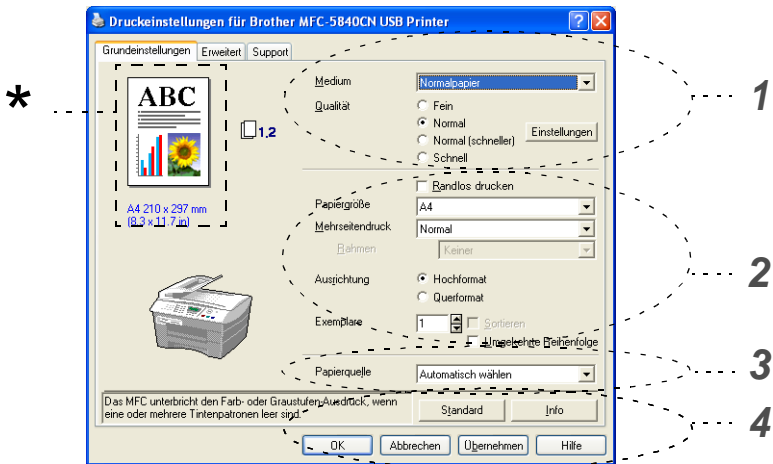 Druckeinstellungen für Brother MFC-5840CN USB Printer
Grundeinstellungen Erweitert Support
*
ABC
1.2
A4 210 x 297 mm
(8.3 x 11.7 in)
Medium Normalpapier
Qualität Fein
Normal
Normal (schneller)
Schnell
Einstellungen
1
Randlos drucken
Papiergröße A4
Mehrseitendruck Normal
Rahmen Keiner
Ausrichtung Hochformat
Querformat
Exemplare 1 Sortieren
Umgekehrte Reihenfolge
2
Papierquelle Automatisch wählen
3
Das MFC unterbricht den Farb- oder Graustufen-Ausdruck, wenn
eine oder mehrere Tintenpatronen leer sind.
Standard Info
4
OK Abbrechen Übernehmen Hilfe